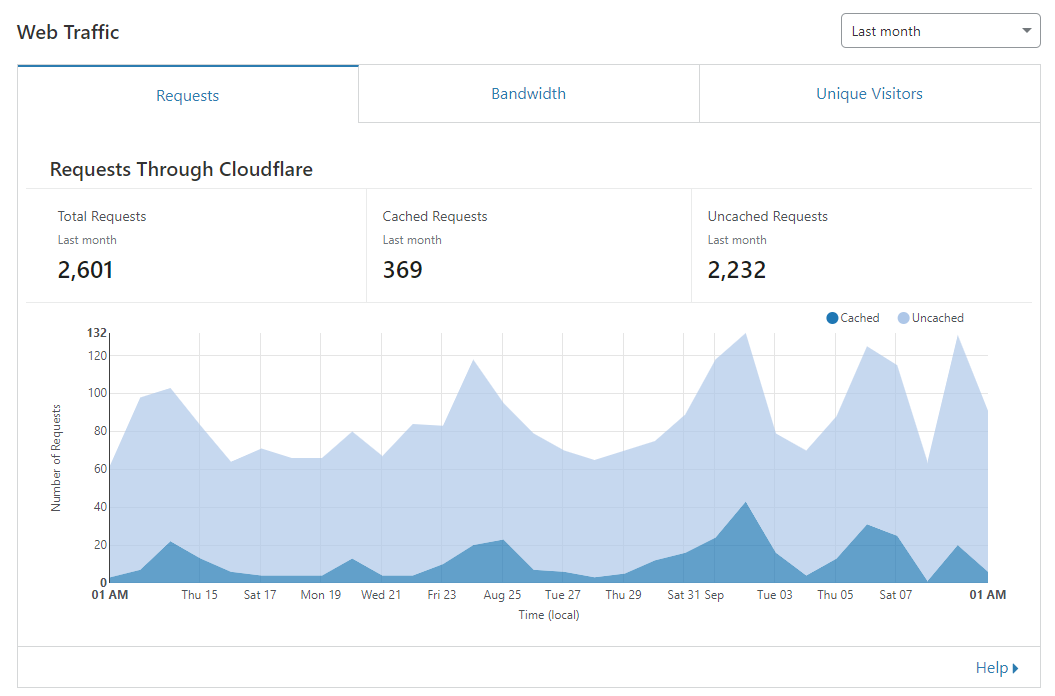 Web Traffic
Last month
Requests
Bandwidth
Unique Visitors
Requests Through Cloudflare
Total Requests
Last month
2,601
Cached Requests
Last month
369
Uncached Requests
Last month
2,232
Cached
Uncached
132
120
100
80
60
40
20
0
Number of Requests
01 AM
Thu 15
Sat 17
Mon 19
Wed 21
Fri 23
Aug 25
Tue 27
Thu 29
Sat 31
Sep
Tue 03
Thu 05
Sat 07
01 AM
Time (local)
Help